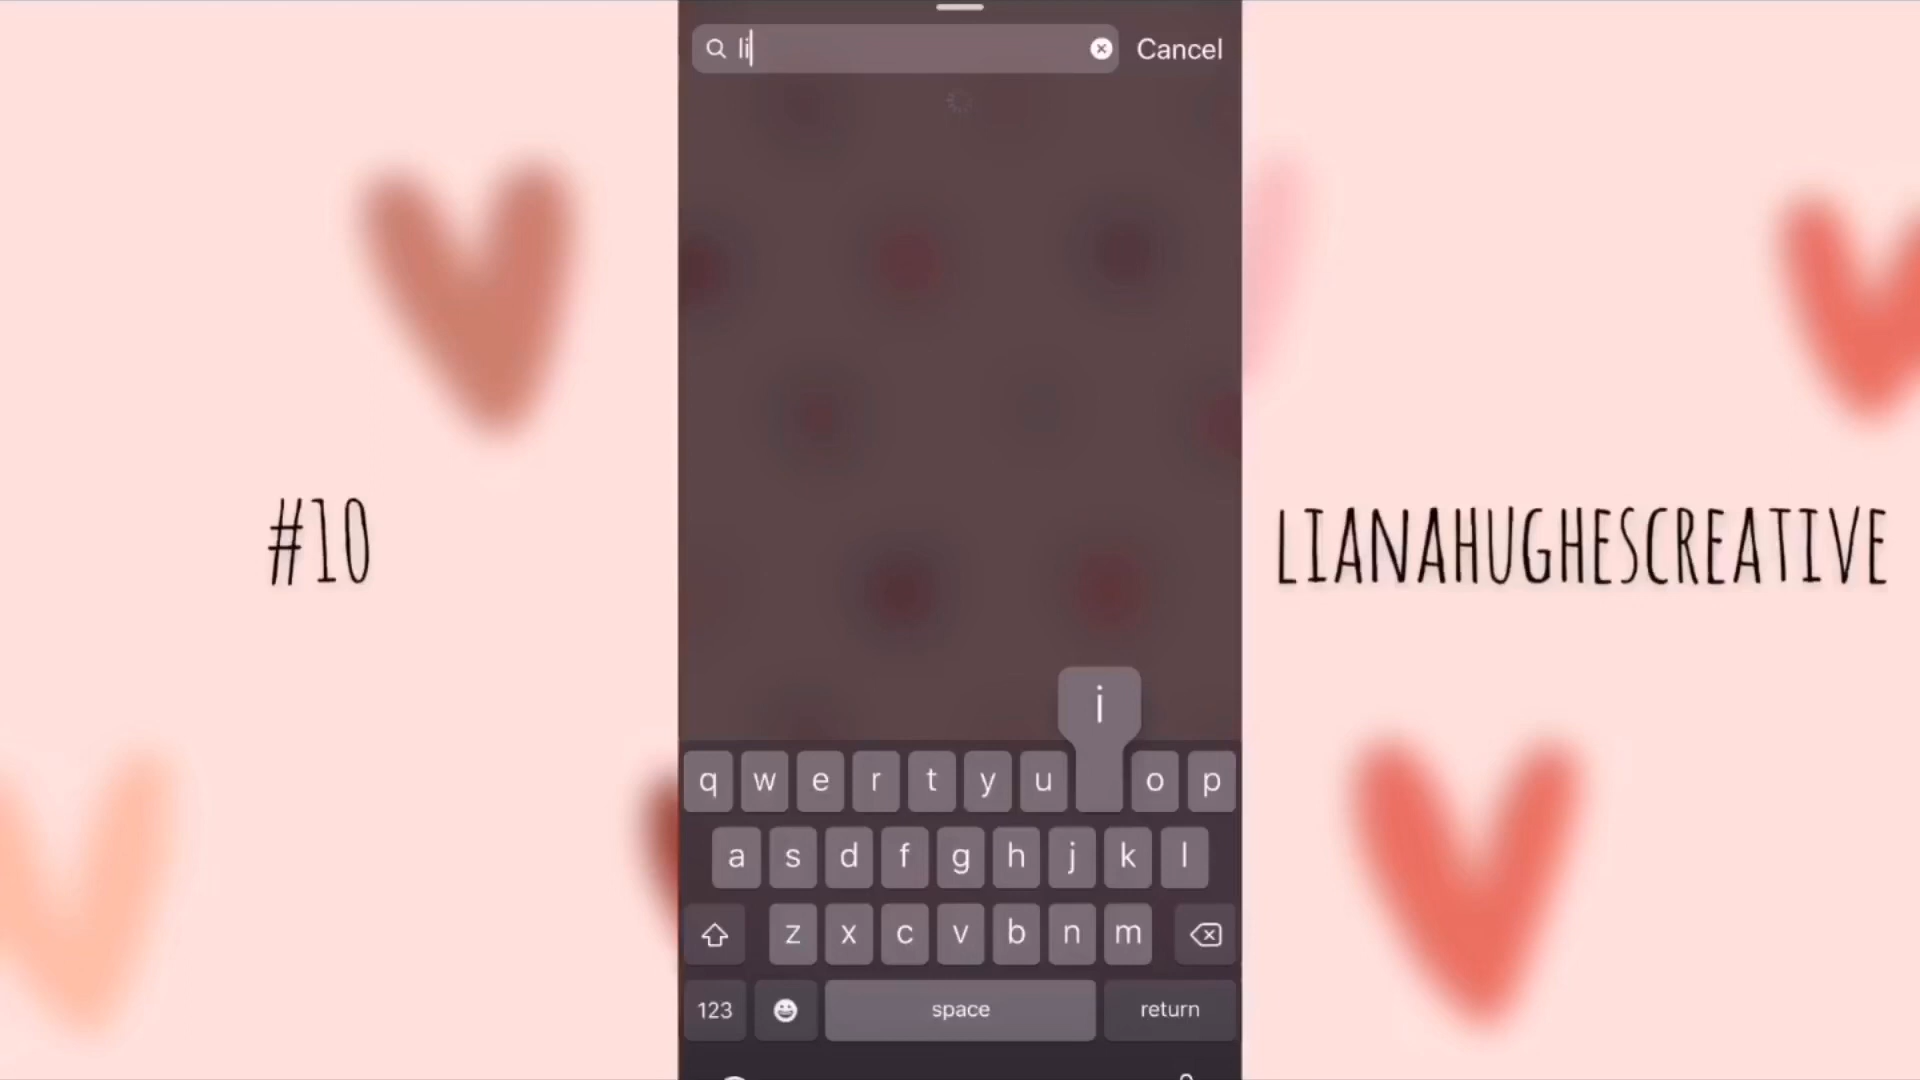 li
Cancel
#10
LIANAHUGHESCREATIVE
i
q w e r t y u o p
a s d f g h j k l
z x c v b n m
123 space return